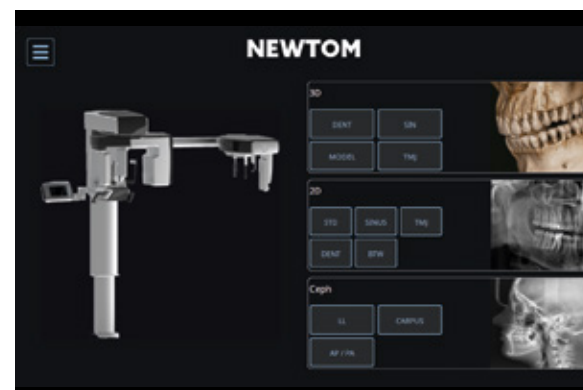 NEWTOM
3D
DENT SIN
MODEL TMJ
2D
STD SINUS TMJ
DENT BTW
Ceph
LL CARPUS
AP / PA